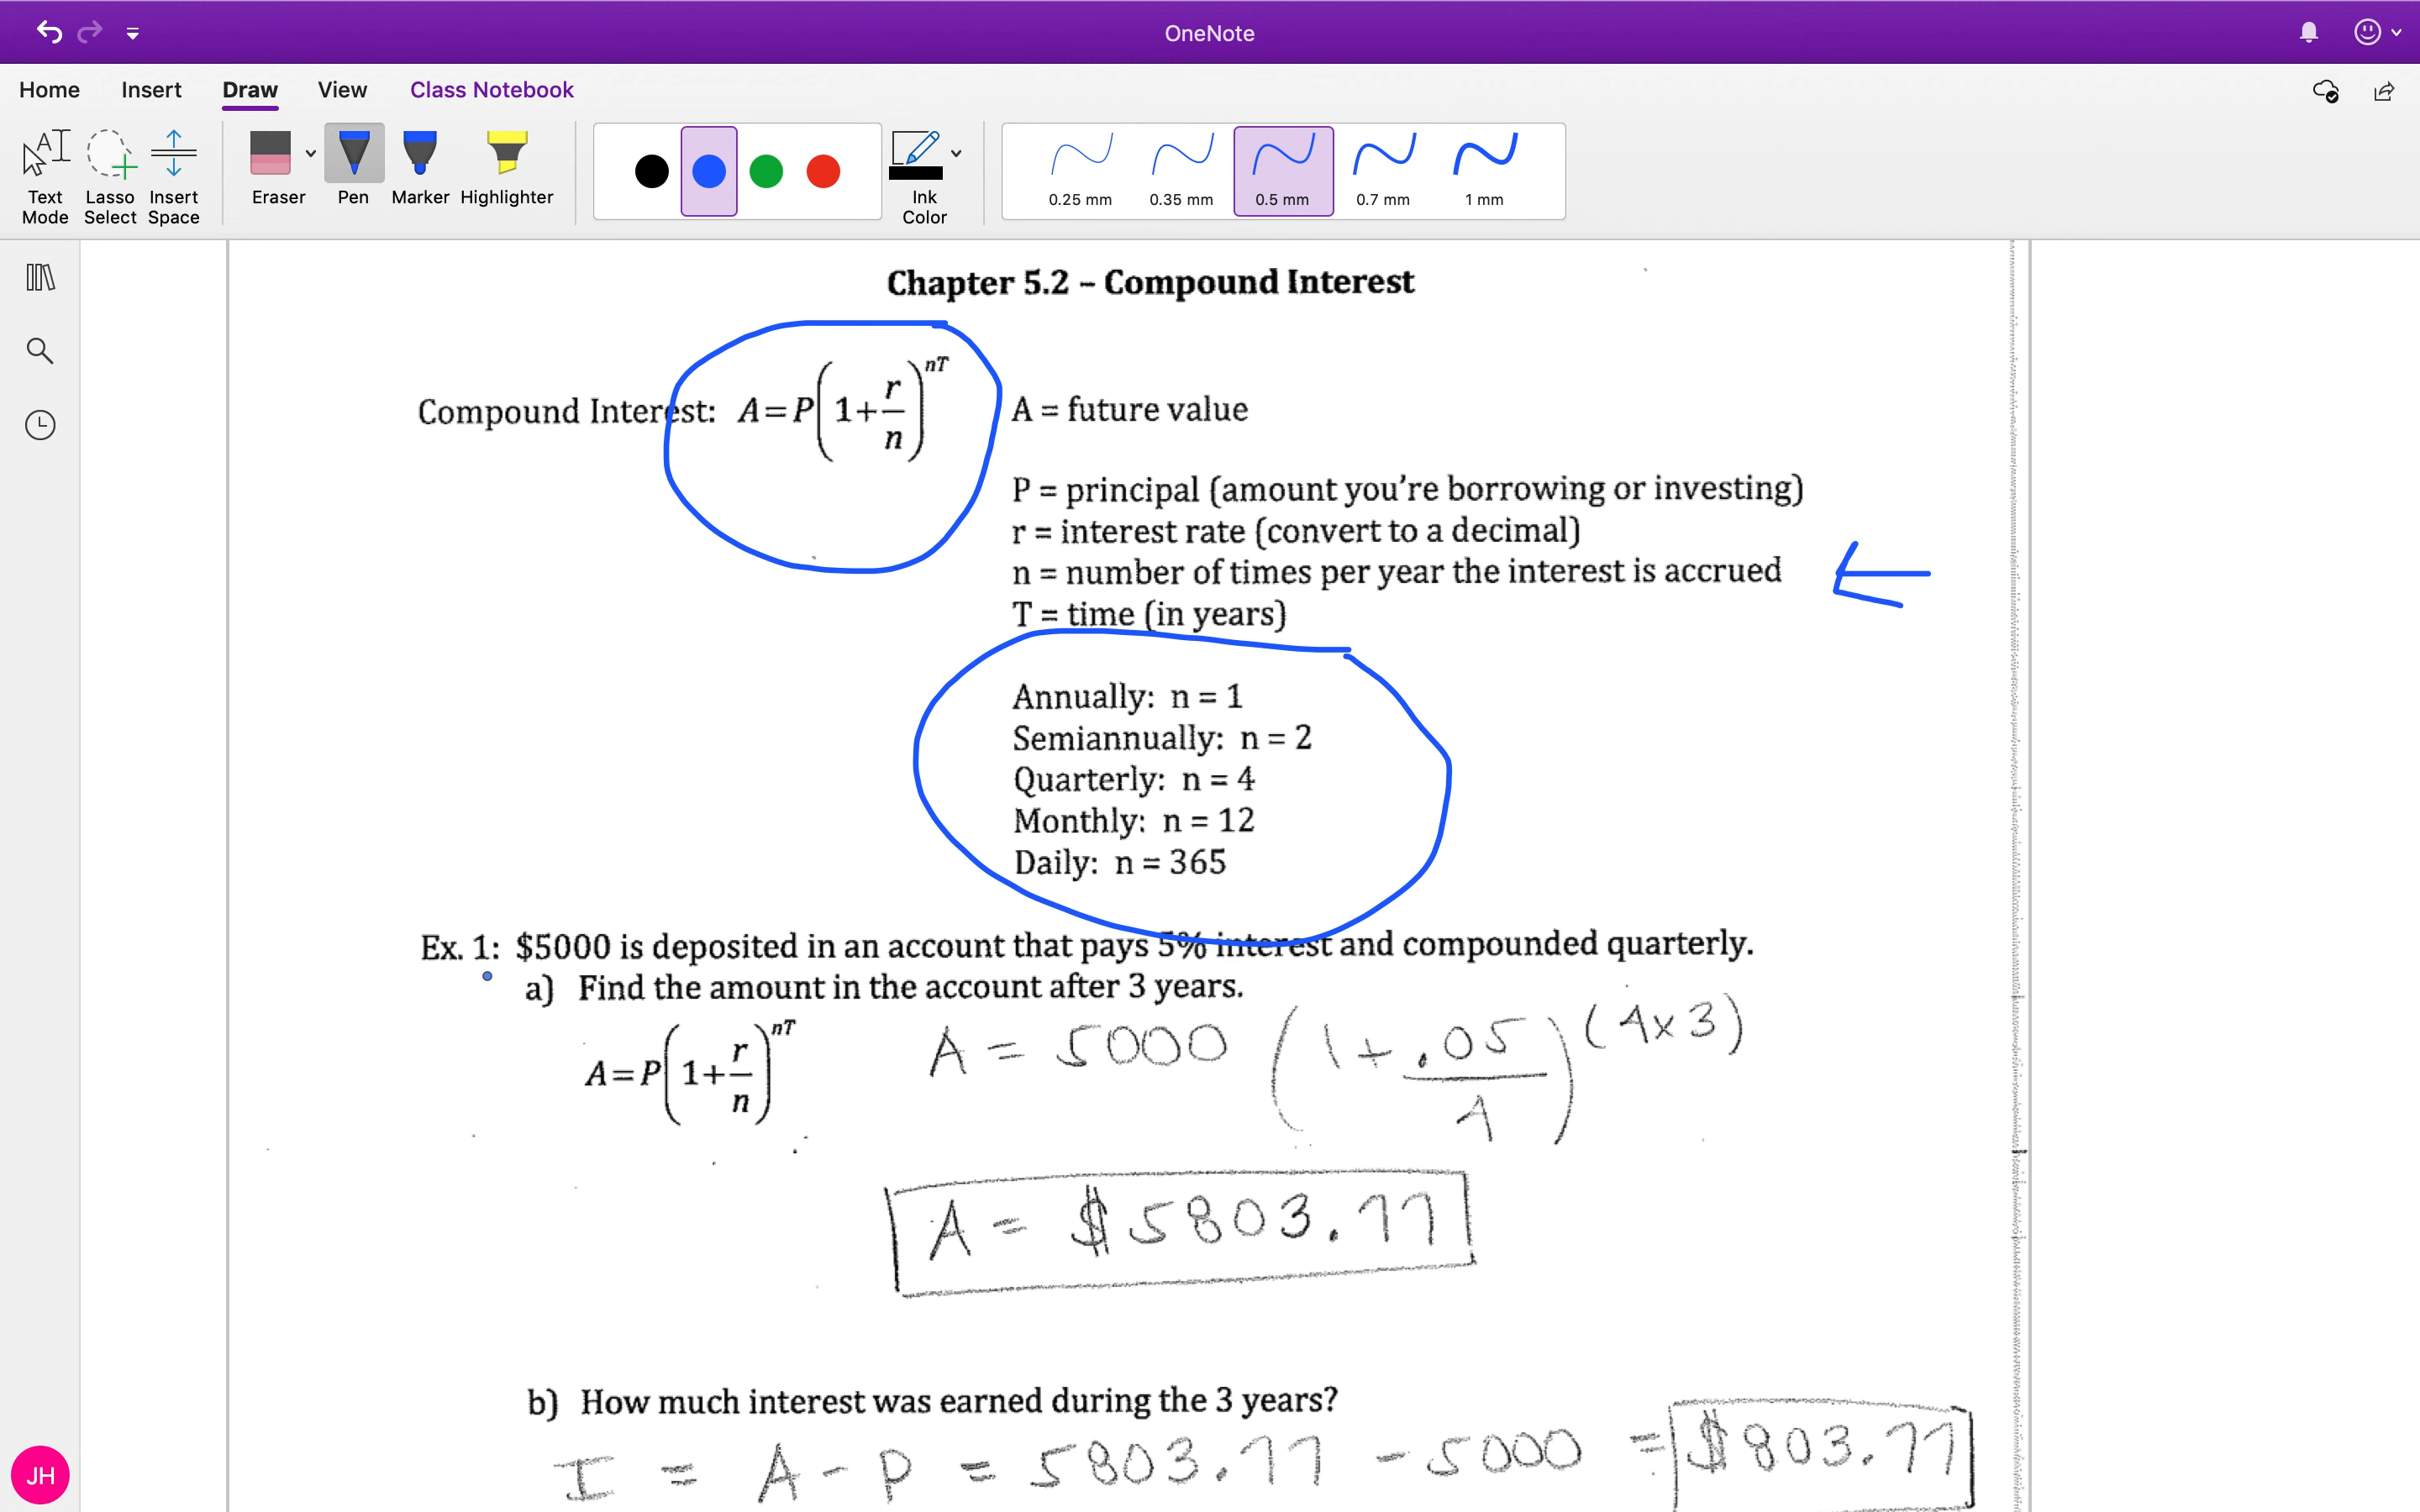 OneNote
Home Insert Draw View Class Notebook
Text Mode
Lasso Select
Insert Space
Eraser
Pen
Marker
Highlighter
Ink Color
0.25 mm
0.35 mm
0.5 mm
0.7 mm
1 mm
Chapter 5.2 – Compound Interest
Compound Interest: A=P(1+r/n)^nT A = future value
P = principal (amount you're borrowing or investing)
r = interest rate (convert to a decimal)
n = number of times per year the interest is accrued
T = time (in years)
Annually: n = 1
Semiannually: n = 2
Quarterly: n = 4
Monthly: n = 12
Daily: n = 365
Ex. 1: $5000 is deposited in an account that pays 5% interest and compounded quarterly.
a) Find the amount in the account after 3 years.
A=P(1+r/n)^nT A = 5000 (1+.05/4)^(4x3)
A = $5803.77
b) How much interest was earned during the 3 years?
I = A - P = 5803.77 - 5000 = $803.77
JH